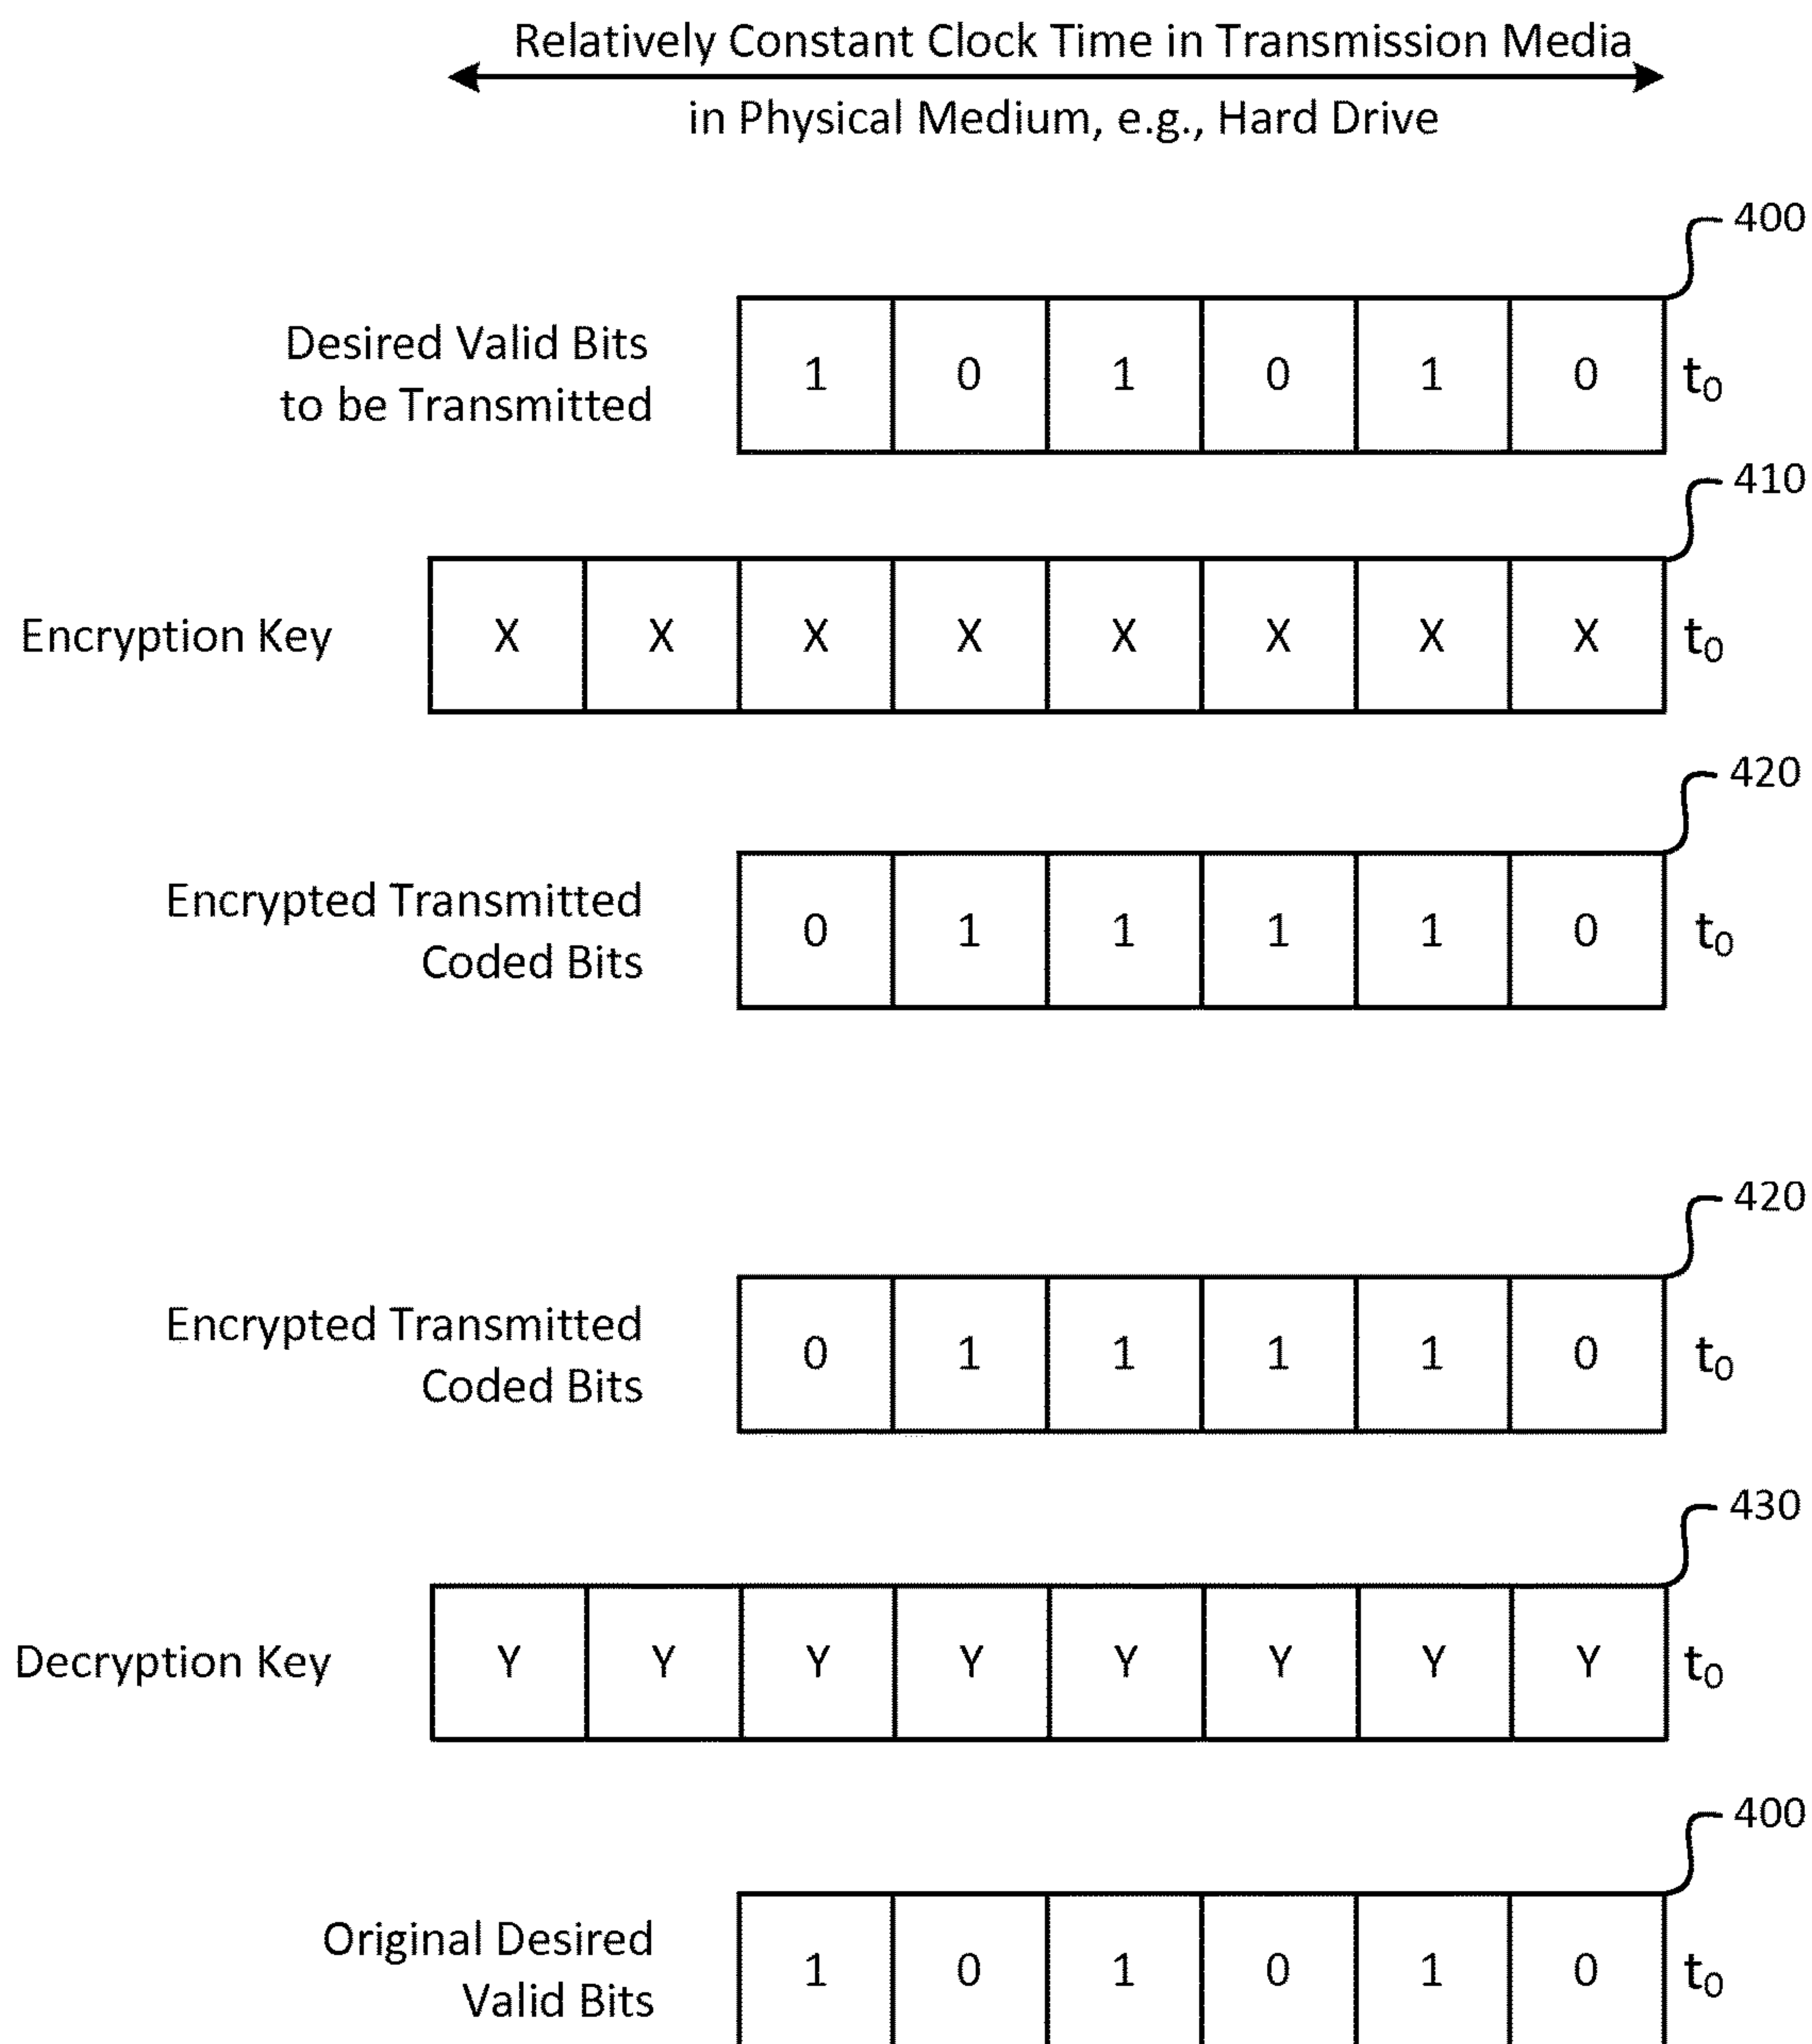 Relatively Constant Clock Time in Transmission Media
in Physical Medium, e.g., Hard Drive
400
Desired Valid Bits
to be Transmitted
1 0 1 0 1 0 t0
410
Encryption Key X X X X X X X X t0
420
Encrypted Transmitted
Coded Bits
0 1 1 1 1 0 t0
420
Encrypted Transmitted
Coded Bits
0 1 1 1 1 0 t0
430
Decryption Key Y Y Y Y Y Y Y Y t0
400
Original Desired
Valid Bits
1 0 1 0 1 0 t0